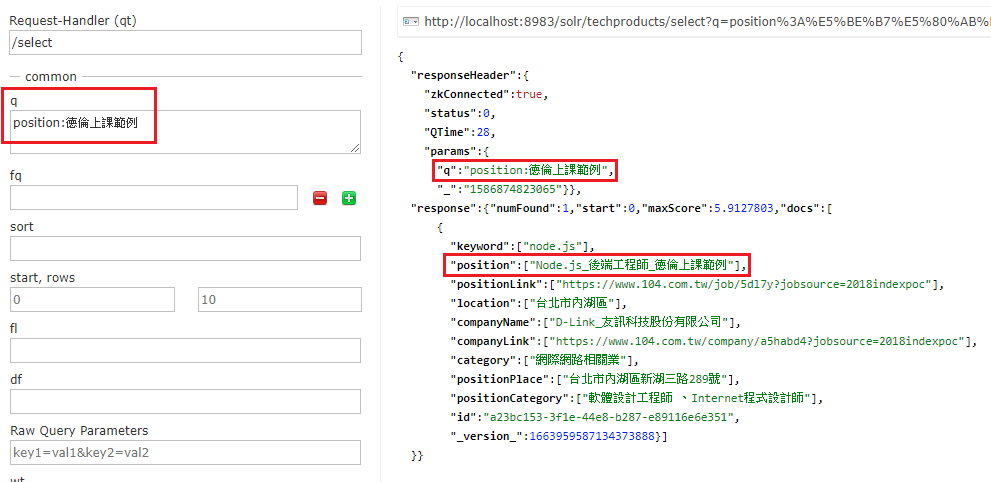 Request-Handler (qt)
/select
common
q
position:德倫上課範例
fq
sort
start, rows
0
10
fl
df
Raw Query Parameters
key1=val1&key2=val2
wt
http://localhost:8983/solr/techproducts/select?q=position%3A%E5%BE%B7%E5%80%AB%
{
"responseHeader":{
"zkConnected":true,
"status":0,
"QTime":28,
"params":{
"q":"position:德倫上課範例",
"_":"1586874823065"}},
"response":{"numFound":1,"start":0,"maxScore":5.9127803,"docs":[
{
"keyword":["node.js"],
"position":["Node.js_後端工程師_德倫上課範例"],
"positionLink":["https://www.104.com.tw/job/5dl7y?jobsource=2018indexpoc"],
"location":["台北市內湖區"],
"companyName":["D-Link_友訊科技股份有限公司"],
"companyLink":["https://www.104.com.tw/company/a5habd4?jobsource=2018indexpoc"],
"category":["網際網路相關業"],
"positionPlace":["台北市內湖區新湖三路289號"],
"positionCategory":["軟體設計工程師 、Internet程式設計師"],
"id":"a23bc153-3f1e-44e8-b287-e89116e6e351",
"_version_":1663959587134373888}]
}}